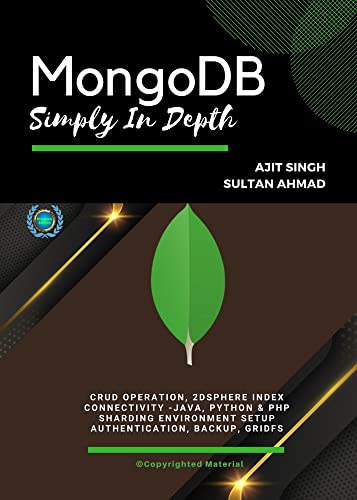 MongoDB
Simply In Depth
AJIT SINGH
SULTAN AHMAD
CRUD OPERATION, 2DSPHERE INDEX
CONNECTIVITY -JAVA, PYTHON & PHP
SHARDING ENVIRONMENT SETUP
AUTHENTICATION, BACKUP, GRIDFS
©Copyrighted Material